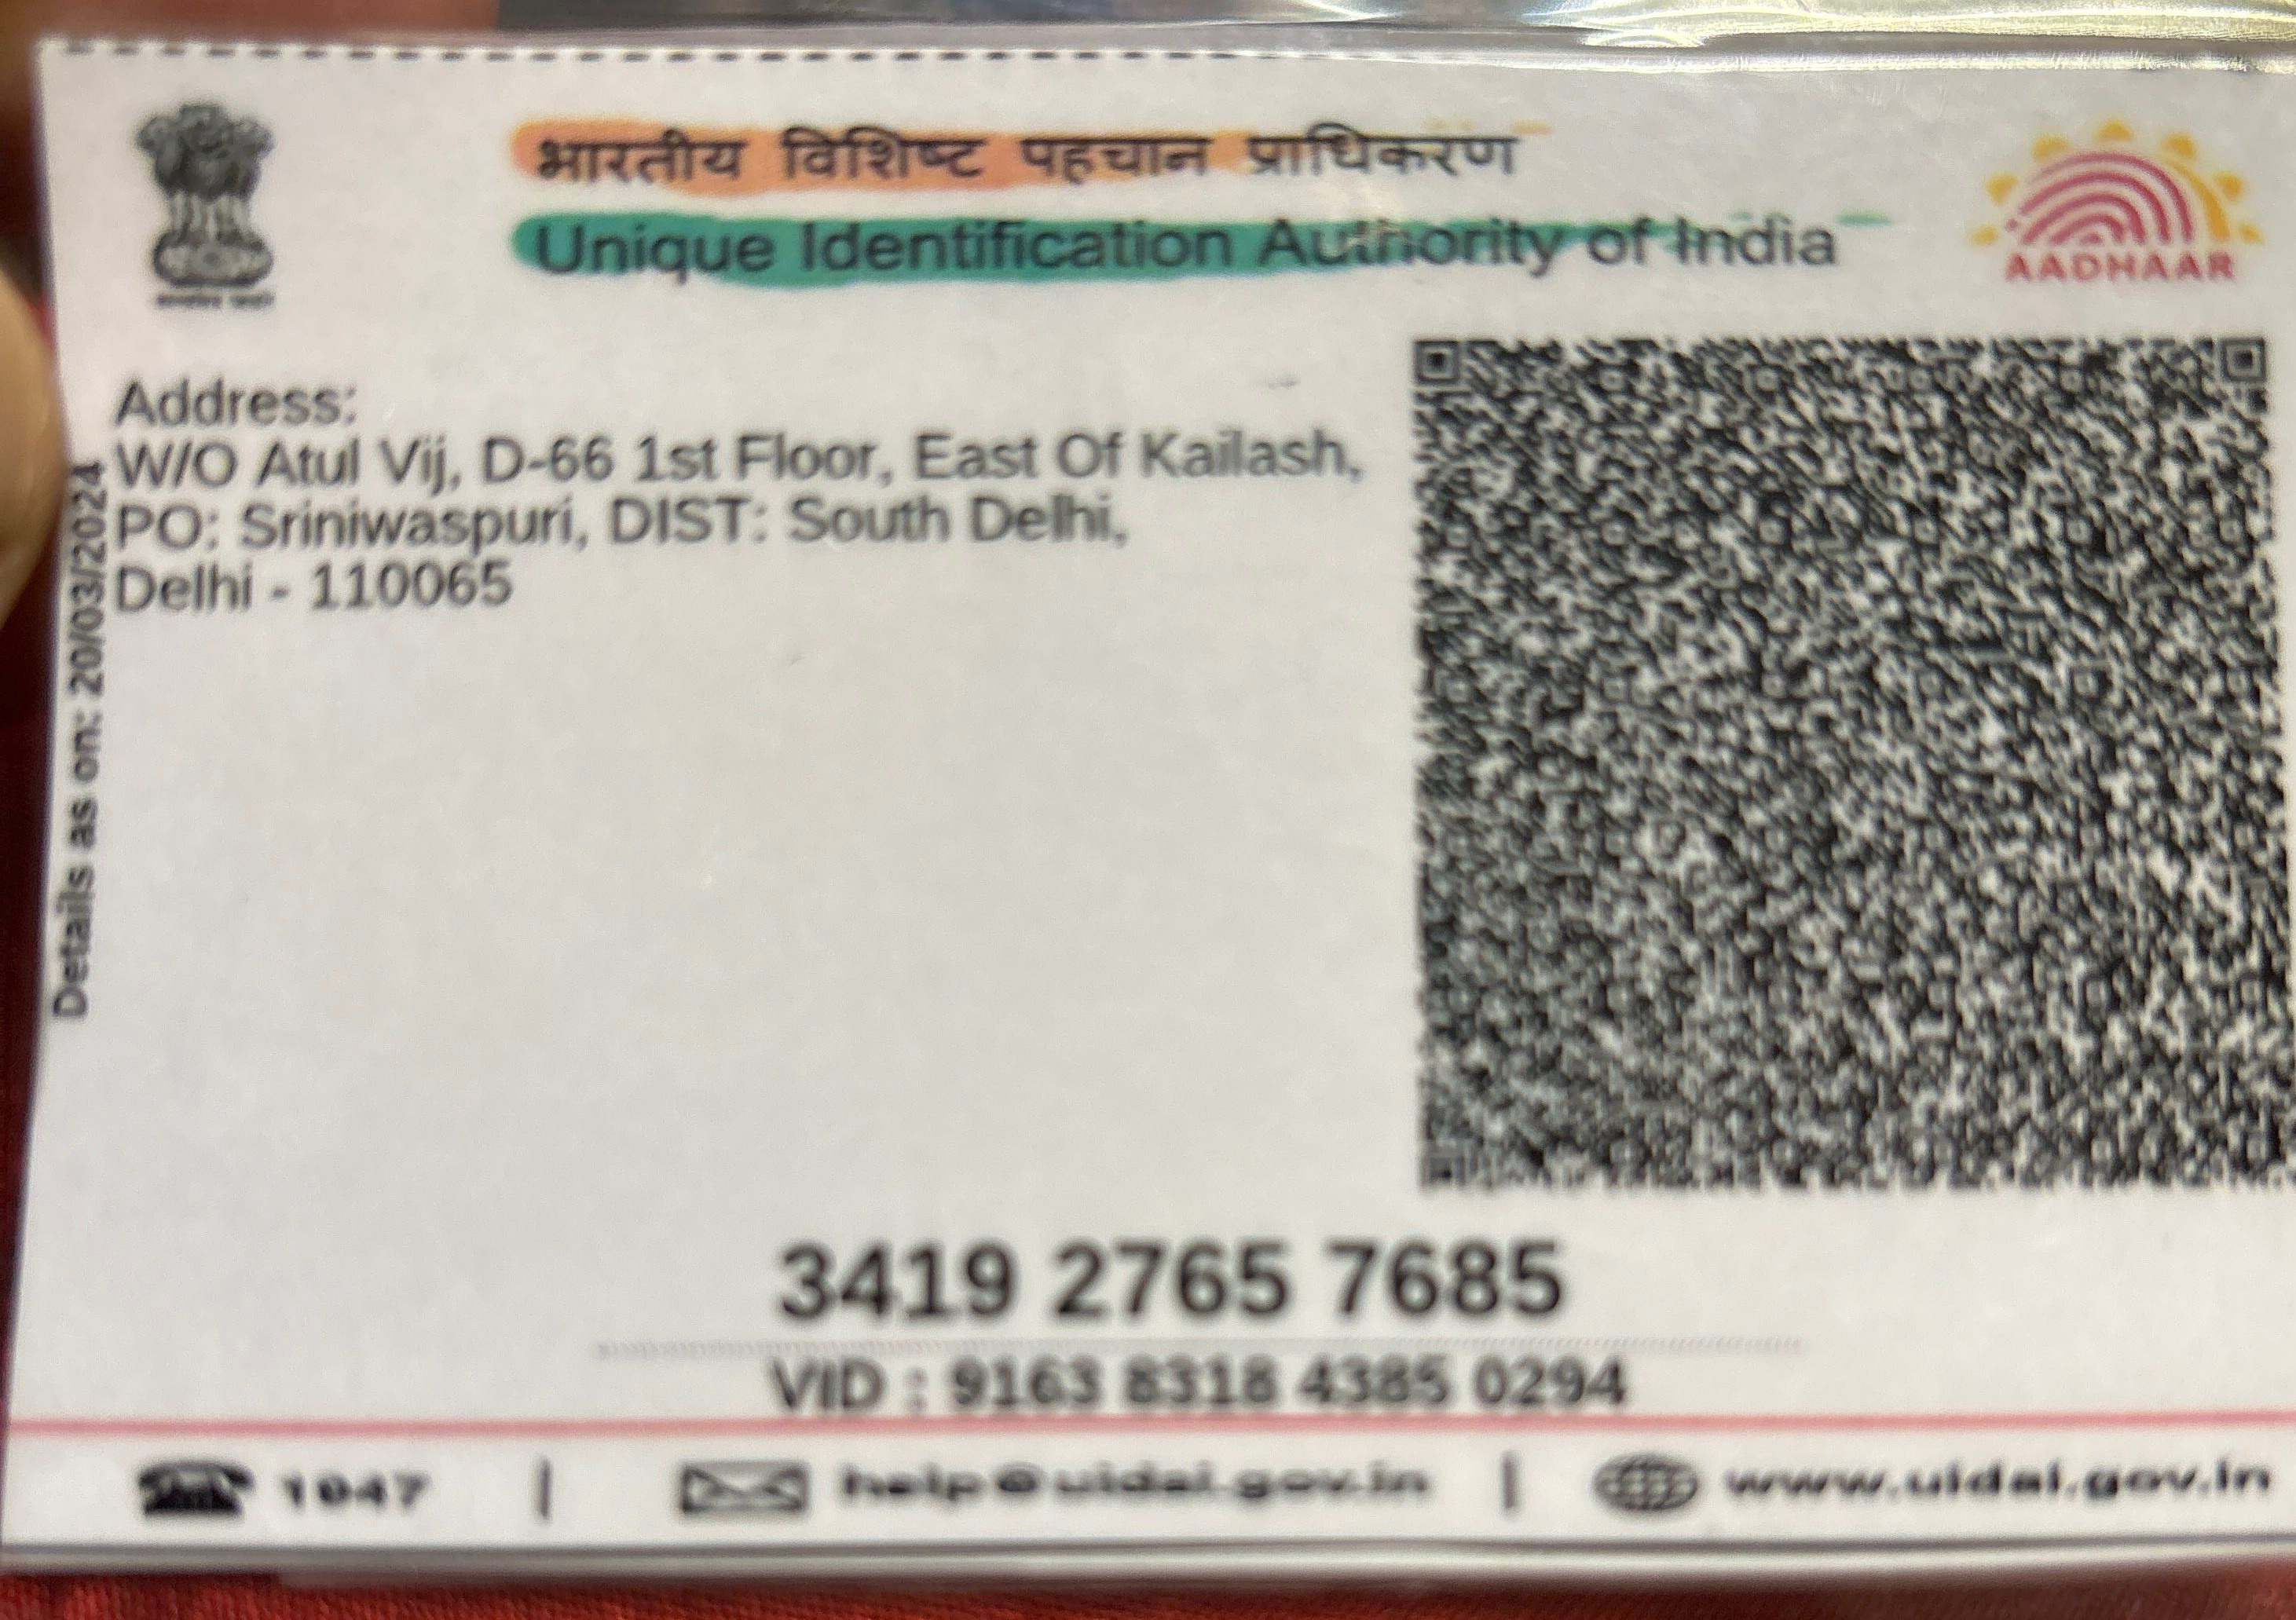 भारतीय विशिष्ट पहचान प्राधिकरण
Unique Identification Authority of India
AADHAAR
Address:
W/O Atul Vij, D-66 1st Floor, East Of Kailash,
PO: Sriniwaspuri, DIST: South Delhi,
Delhi - 110065
Details as on: 20/03/2024
3419 2765 7685
VID : 9163 8318 4385 0294
1947 | help@uidai.gov.in | www.uidai.gov.in